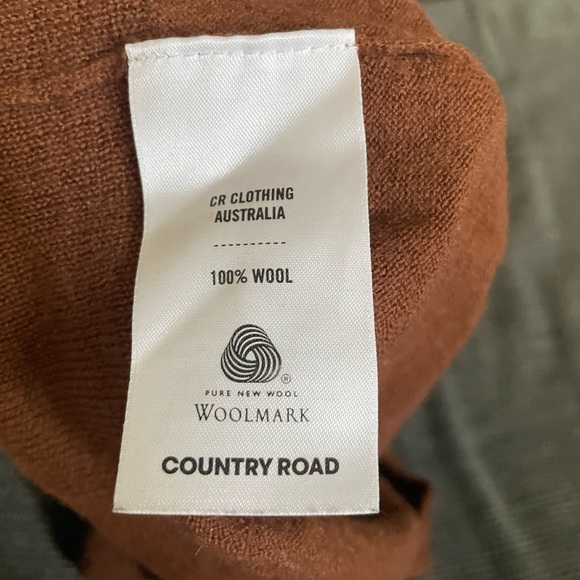 CR CLOTHING
AUSTRALIA
----------
100% WOOL
®
PURE NEW WOOL
WOOLMARK
COUNTRY ROAD